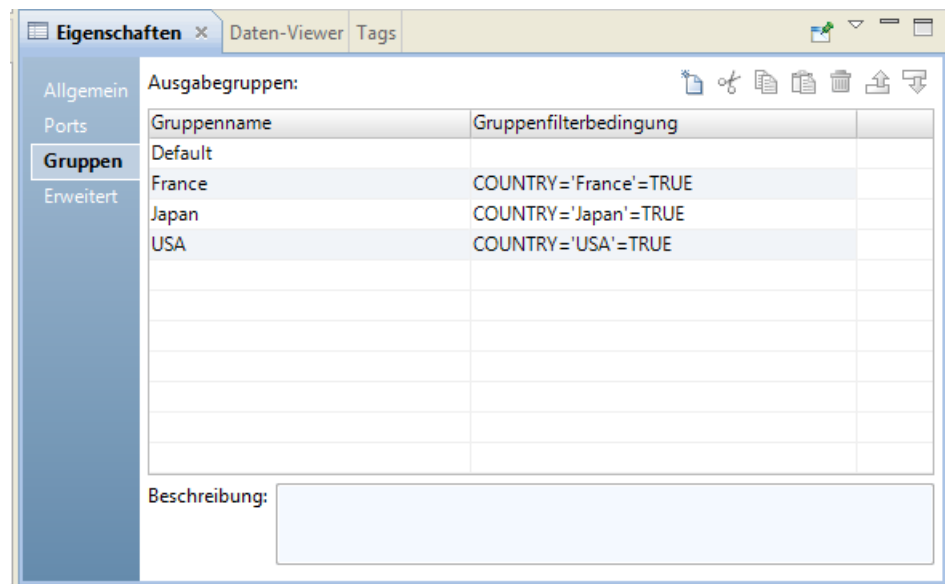 Eigenschaften Daten-Viewer Tags
Allgemein
Ports
Gruppen
Erweitert
Ausgabegruppen:
Gruppenname Gruppenfilterbedingung
Default
France COUNTRY='France'=TRUE
Japan COUNTRY='Japan'=TRUE
USA COUNTRY='USA'=TRUE
Beschreibung: